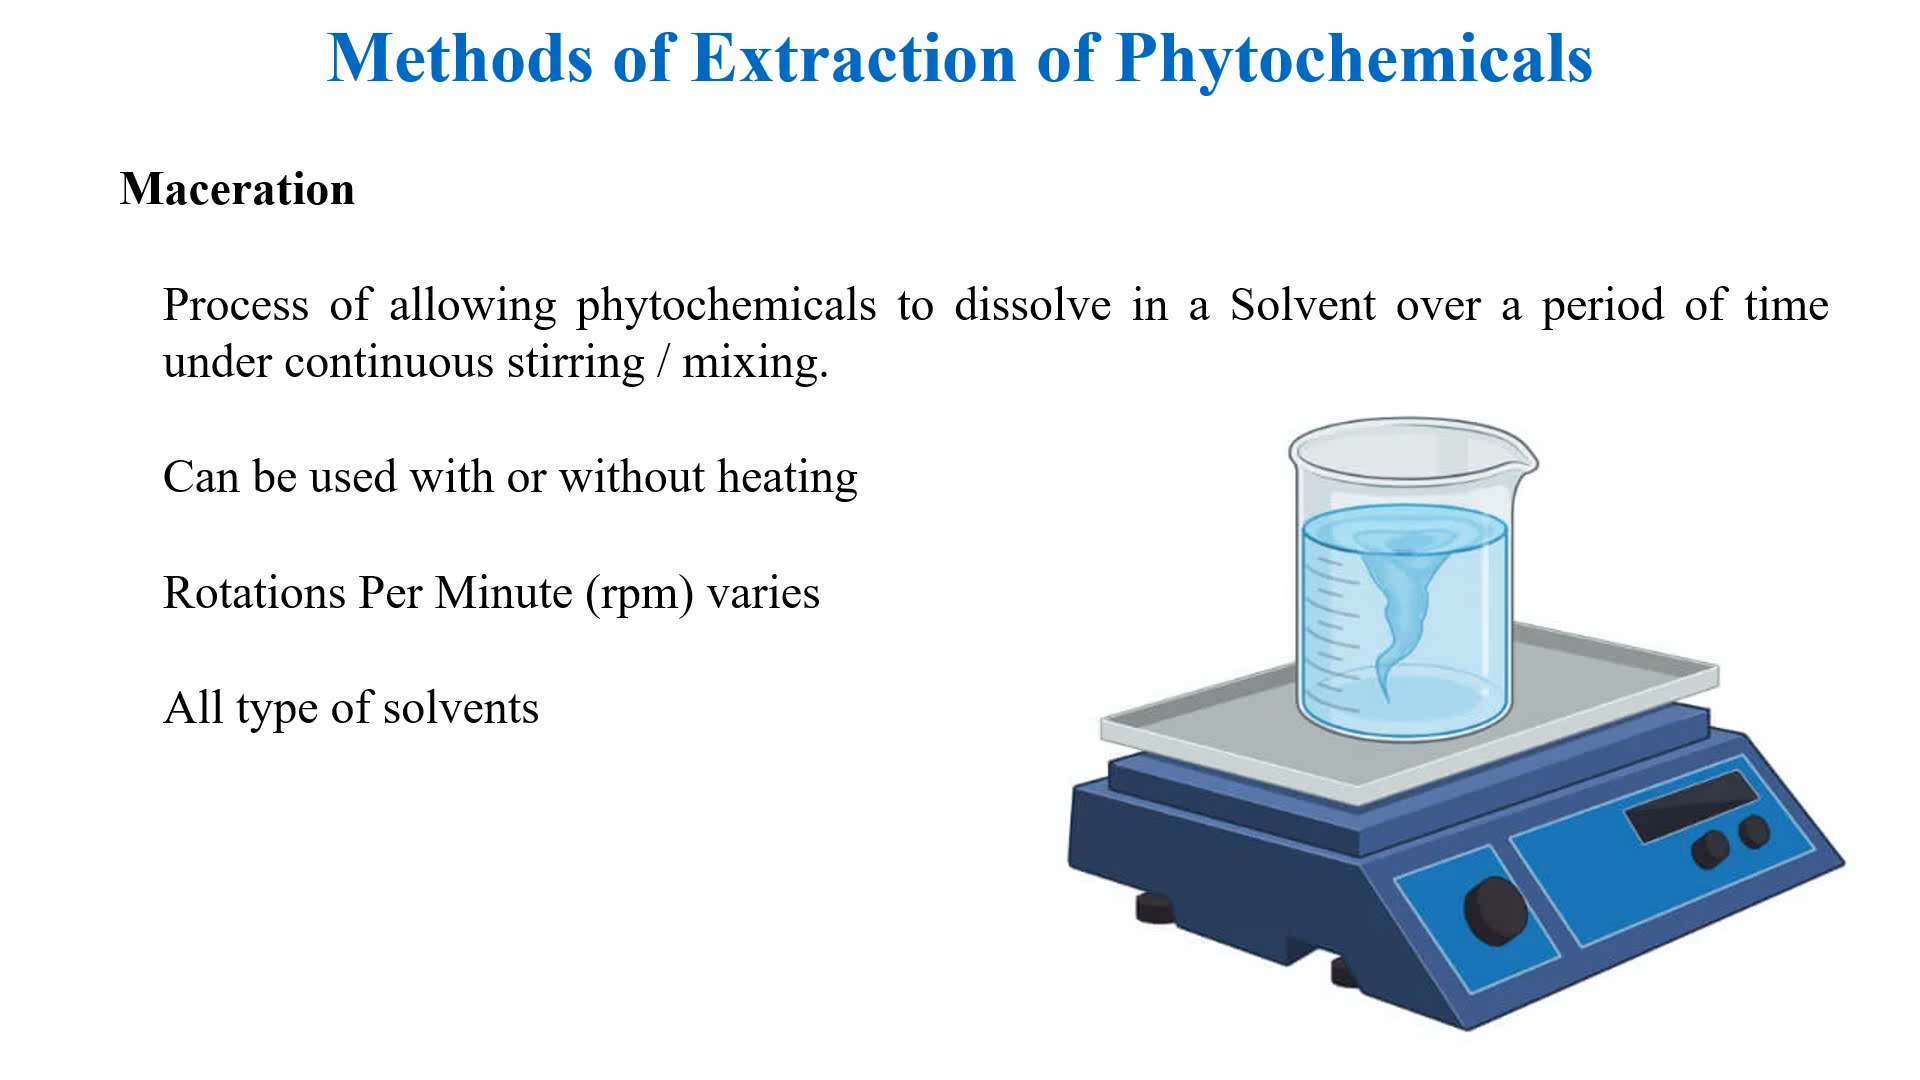 Methods of Extraction of Phytochemicals
Maceration
Process of allowing phytochemicals to dissolve in a Solvent over a period of time
under continuous stirring / mixing.
Can be used with or without heating
Rotations Per Minute (rpm) varies
All type of solvents